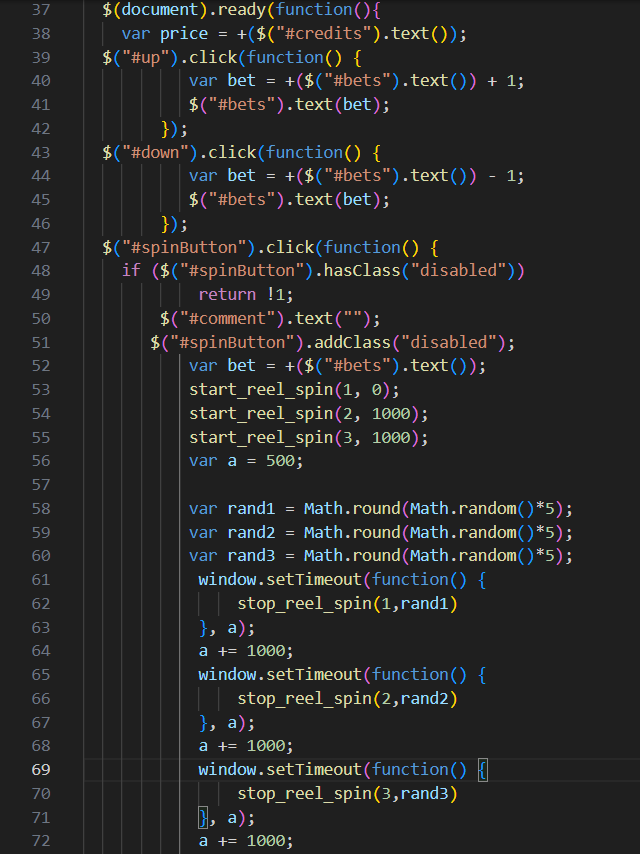 37 $(document).ready(function(){
38 var price = +($("#credits").text());
39 $("#up").click(function() {
40 var bet = +($("#bets").text()) + 1;
41 $("#bets").text(bet);
42 });
43 $("#down").click(function() {
44 var bet = +($("#bets").text()) - 1;
45 $("#bets").text(bet);
46 });
47 $("#spinButton").click(function() {
48 if ($("#spinButton").hasClass("disabled"))
49 return !1;
50 $("#comment").text("");
51 $("#spinButton").addClass("disabled");
52 var bet = +($("#bets").text());
53 start_reel_spin(1, 0);
54 start_reel_spin(2, 1000);
55 start_reel_spin(3, 1000);
56 var a = 500;
57
58 var rand1 = Math.round(Math.random()*5);
59 var rand2 = Math.round(Math.random()*5);
60 var rand3 = Math.round(Math.random()*5);
61 window.setTimeout(function() {
62 stop_reel_spin(1,rand1)
63 }, a);
64 a += 1000;
65 window.setTimeout(function() {
66 stop_reel_spin(2,rand2)
67 }, a);
68 a += 1000;
69 window.setTimeout(function() {
70 stop_reel_spin(3,rand3)
71 }, a);
72 a += 1000;